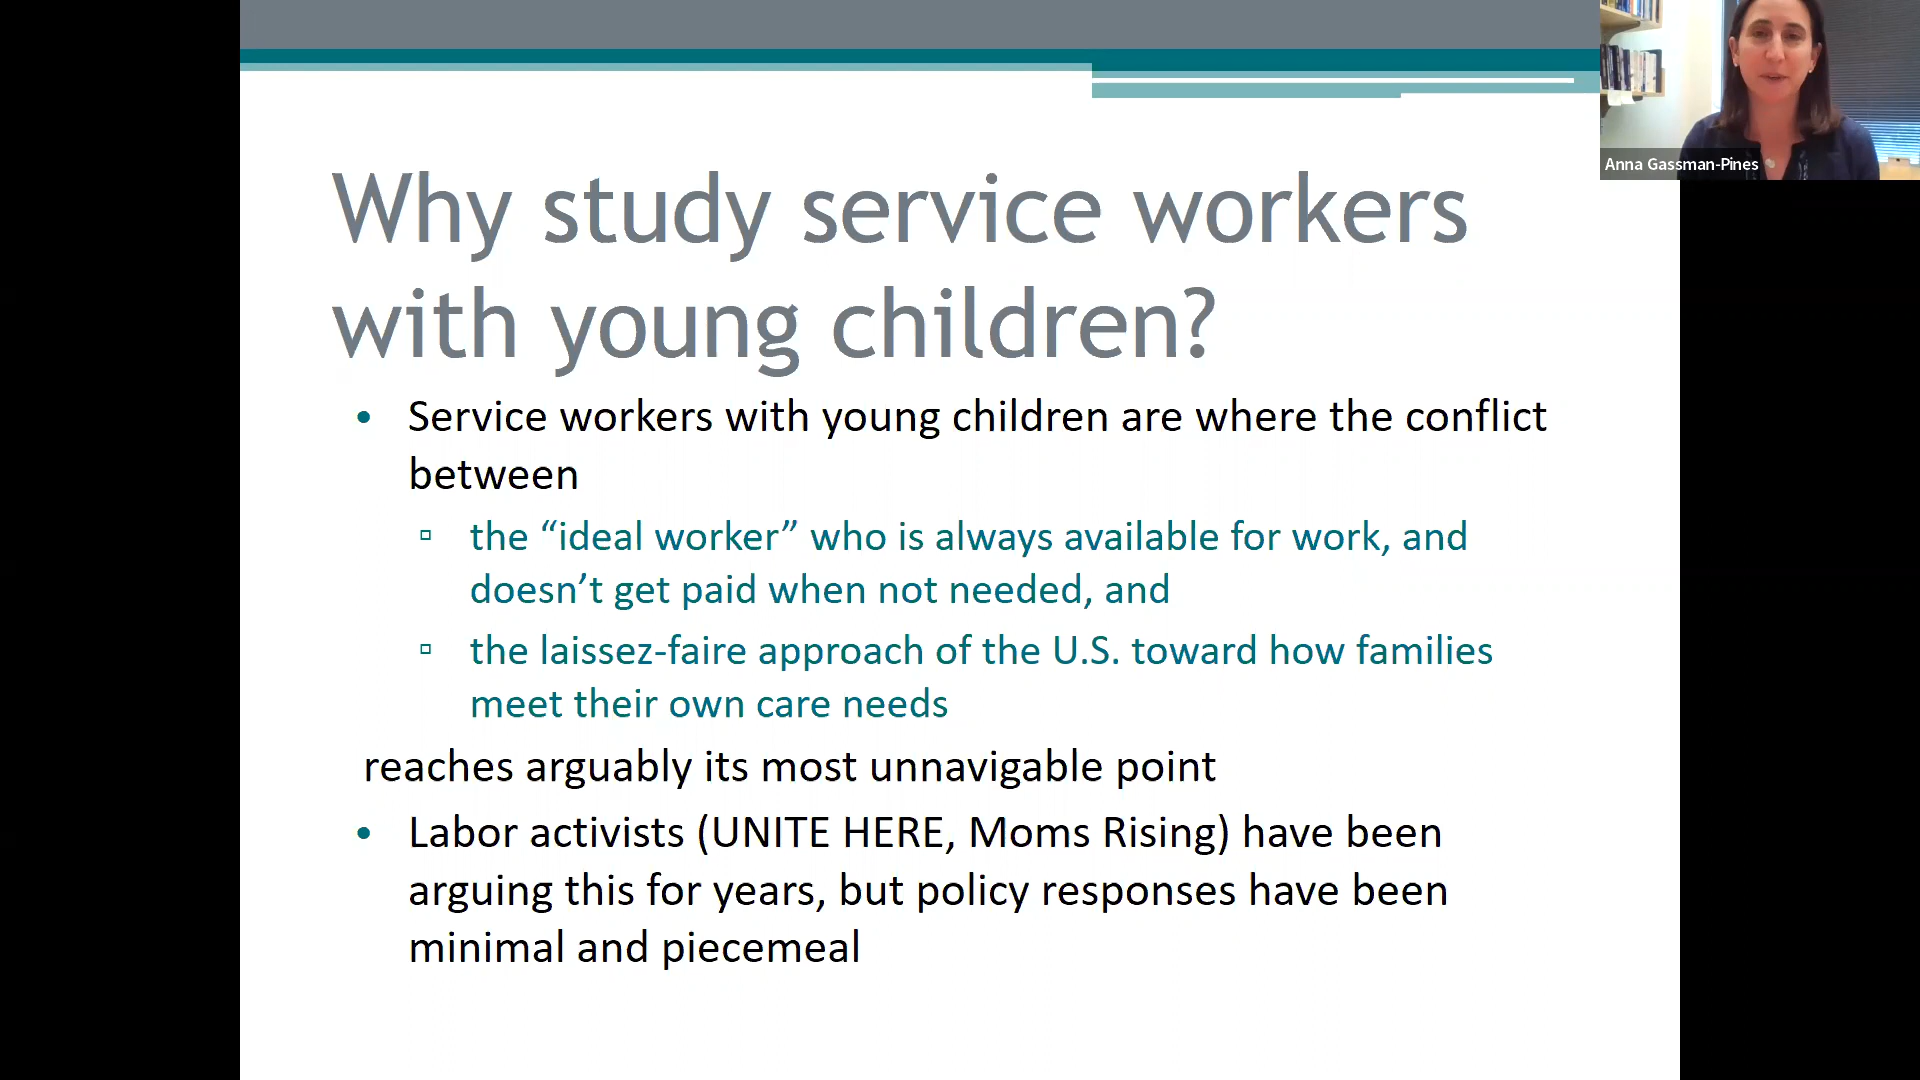 Anna Gassman-Pines
Why study service workers
with young children?
• Service workers with young children are where the conflict
between
▫ the “ideal worker” who is always available for work, and
doesn’t get paid when not needed, and
▫ the laissez-faire approach of the U.S. toward how families
meet their own care needs
reaches arguably its most unnavigable point
• Labor activists (UNITE HERE, Moms Rising) have been
arguing this for years, but policy responses have been
minimal and piecemeal